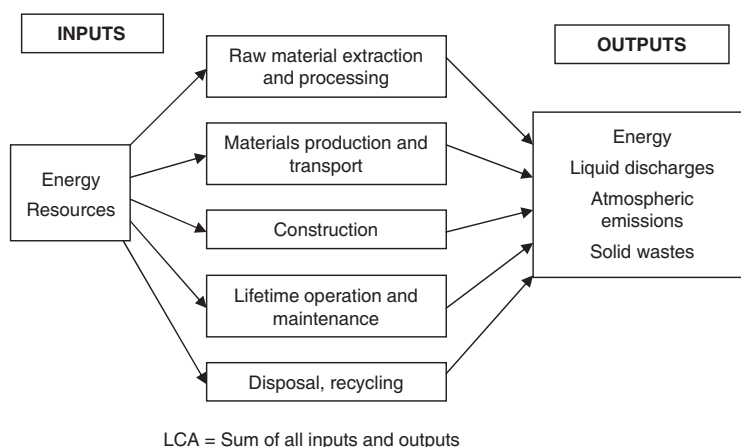 INPUTS
OUTPUTS
Raw material extraction
and processing
Materials production and
transport
Energy
Resources
Construction
Lifetime operation and
maintenance
Disposal, recycling
Energy
Liquid discharges
Atmospheric
emissions
Solid wastes
LCA = Sum of all inputs and outputs